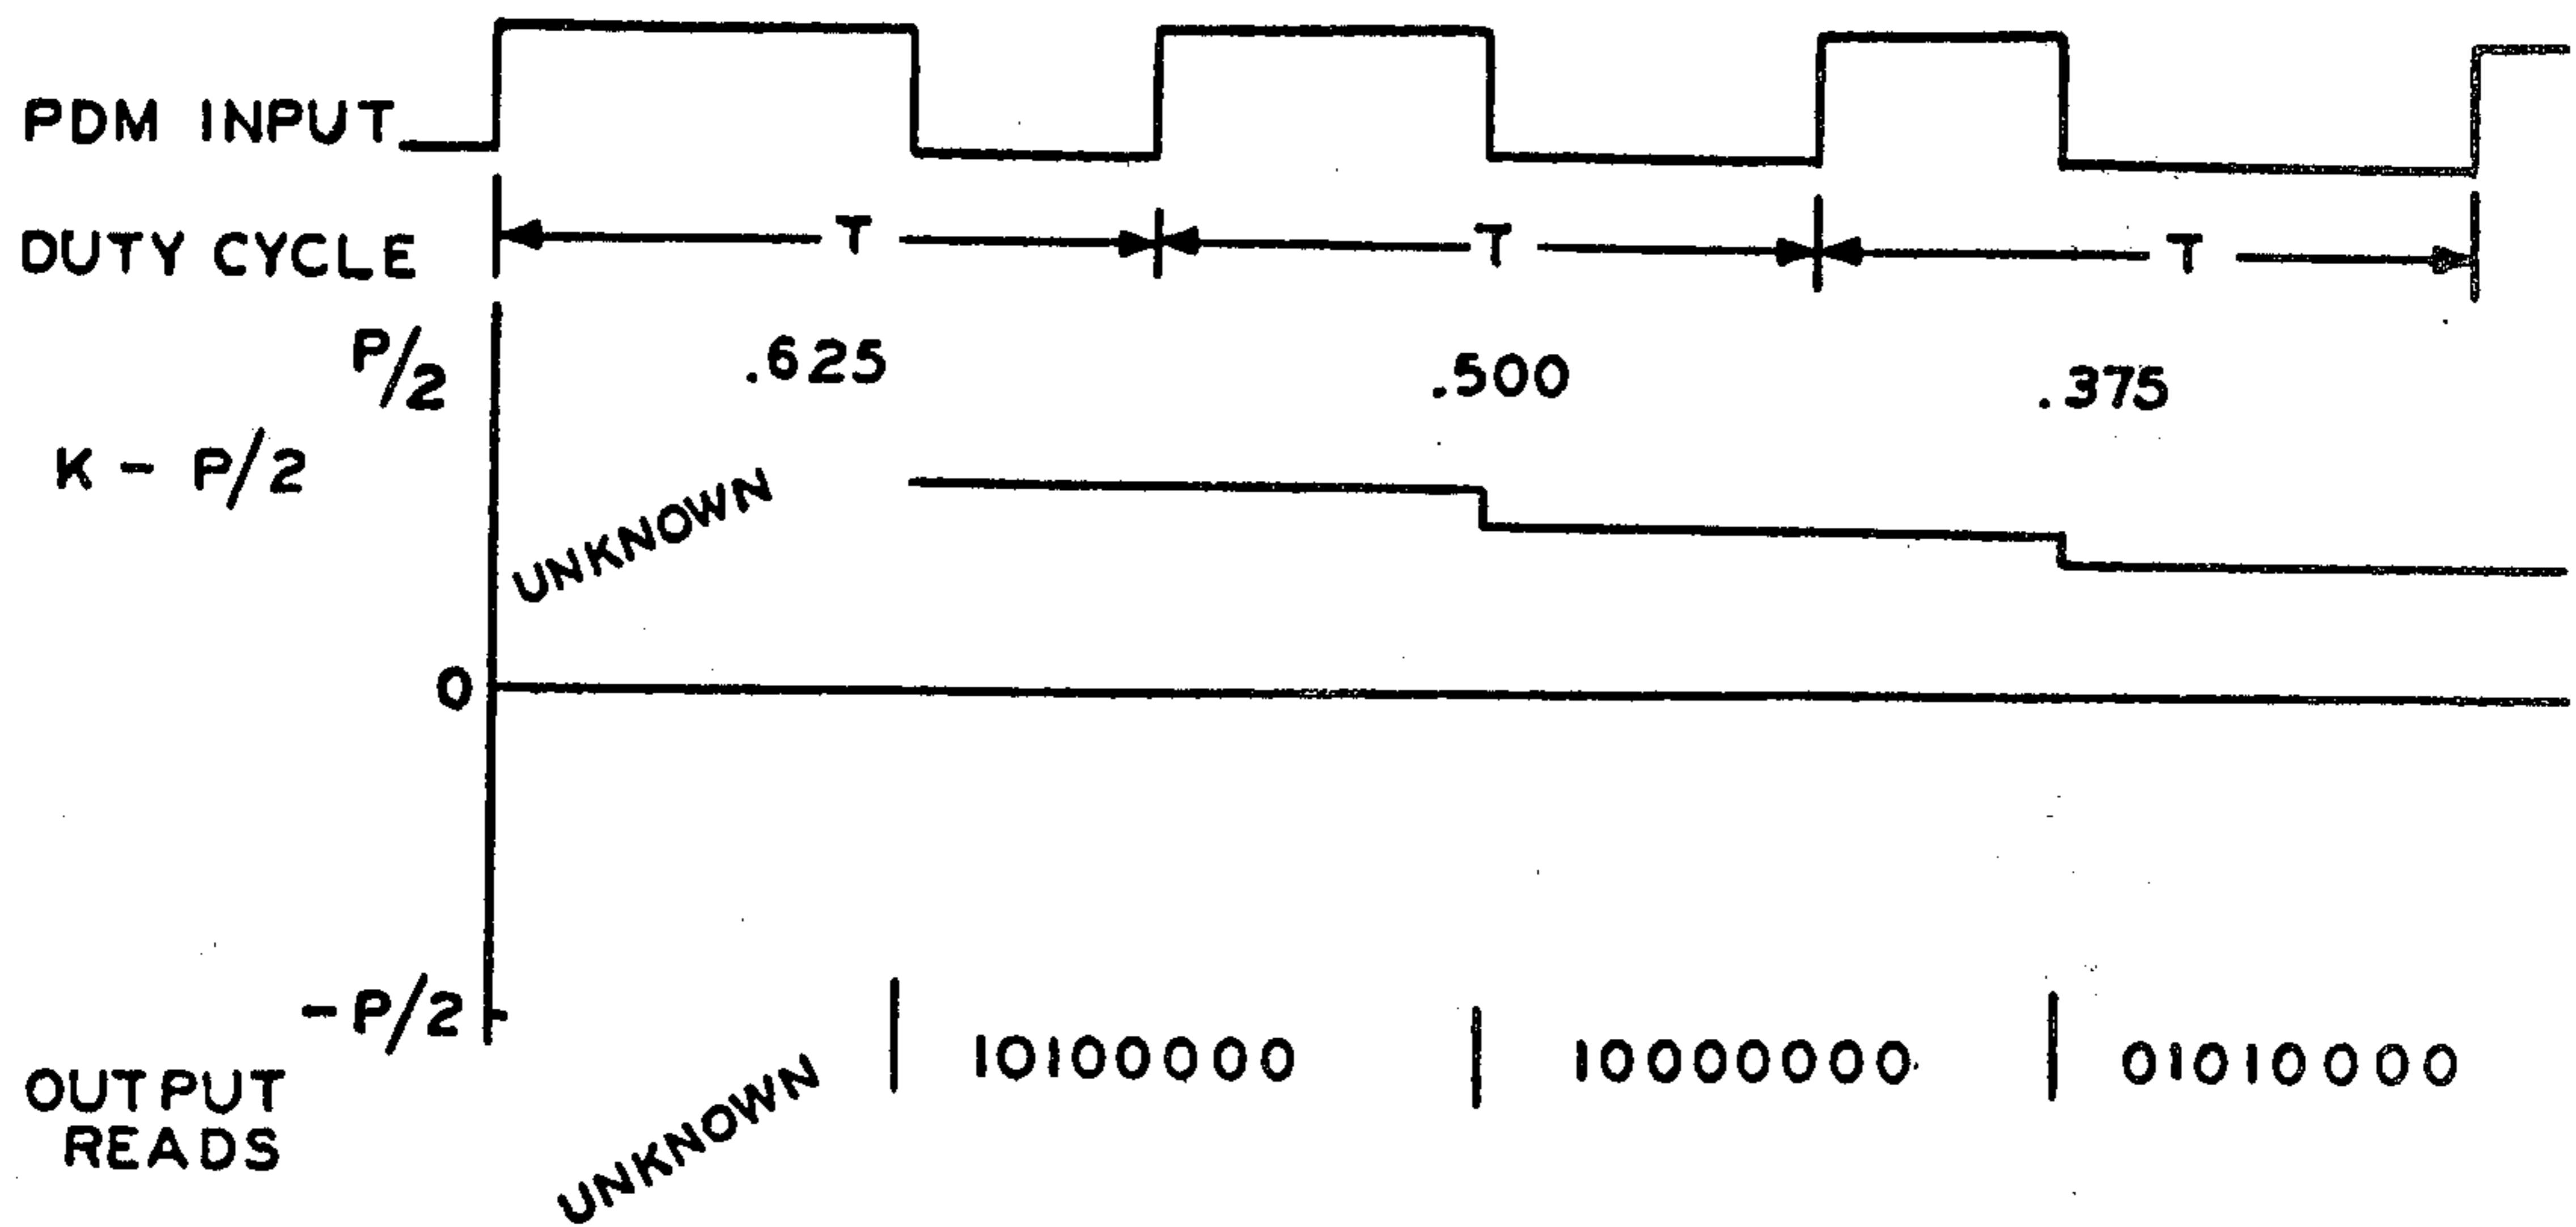 PDM INPUT
DUTY CYCLE
T
T
T
P/2
.625
.500
.375
K - P/2
UNKNOWN
0
-P/2
OUTPUT
READS
UNKNOWN
10100000
10000000
01010000